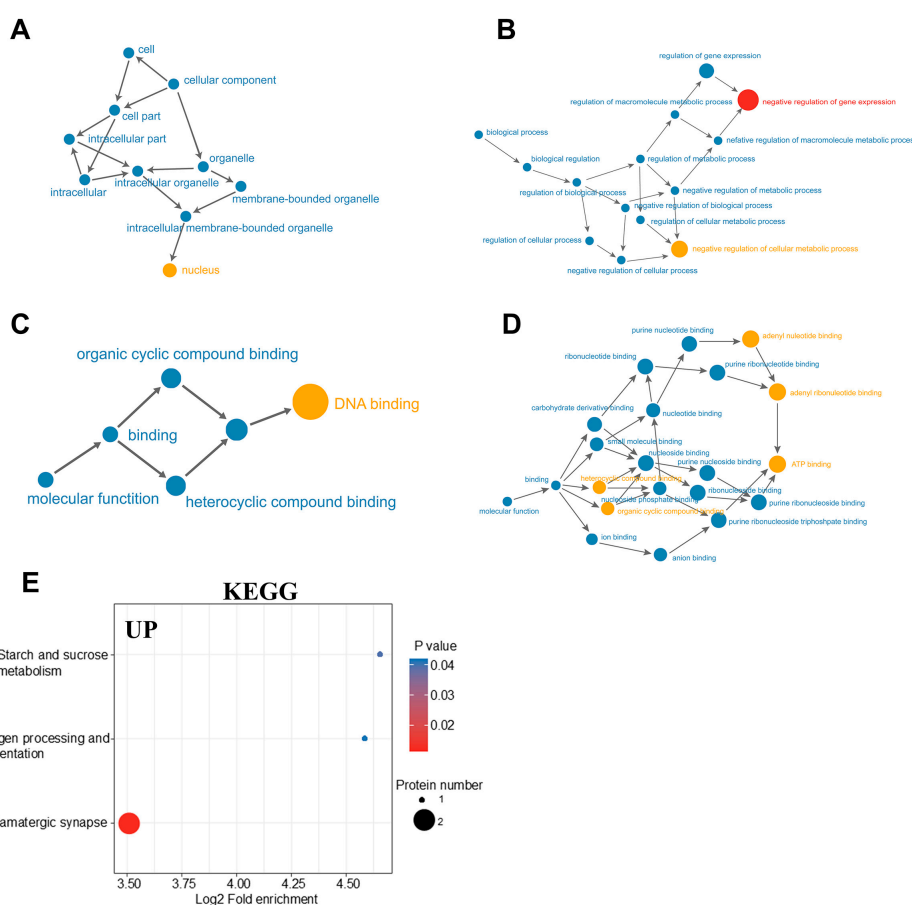 A
cell
cellular component
cell part
intracellular part
organelle
intracellular organelle
intracellular
membrane-bounded organelle
intracellular membrane-bounded organelle
nucleus
B
regulation of gene expression
negative regulation of gene expression
regulation of macromolecule metabolic process
nefative regulation of macromolecule metabolic proces
biological process
biological regulation
regulation of metabolic process
regulation of biological process
negative regulation of metabolic process
negative regulation of biological process
regulation of cellular metabolic process
regulation of cellular process
negative regulation of cellular metabolic process
negative regulation of cellular process
C
organic cyclic compound binding
DNA binding
binding
molecular functition
heterocyclic compound binding
D
purine nucleotide binding
adenyl nuleotide binding
ribonucleotide binding
purine ribonucleotide binding
adenyl ribonuleotide binding
carbohydrate derivative binding
nucleotide binding
small molecule binding
nucleoside binding
purine nucleoside binding
ATP binding
binding
heterocyclic compound binding
ribonucleoside binding
nucleoside phosphate binding
purine ribonucleoside binding
molecular function
organic cyclic compound binding
purine ribonucleoside triphoshpate binding
ion binding
anion binding
E
KEGG
UP
Starch and sucrose
metabolism
gen processing and
entation
amatergic synapse
3.50 3.75 4.00 4.25 4.50
Log2 Fold enrichment
P value
0.04
0.03
0.02
Protein number
1
2